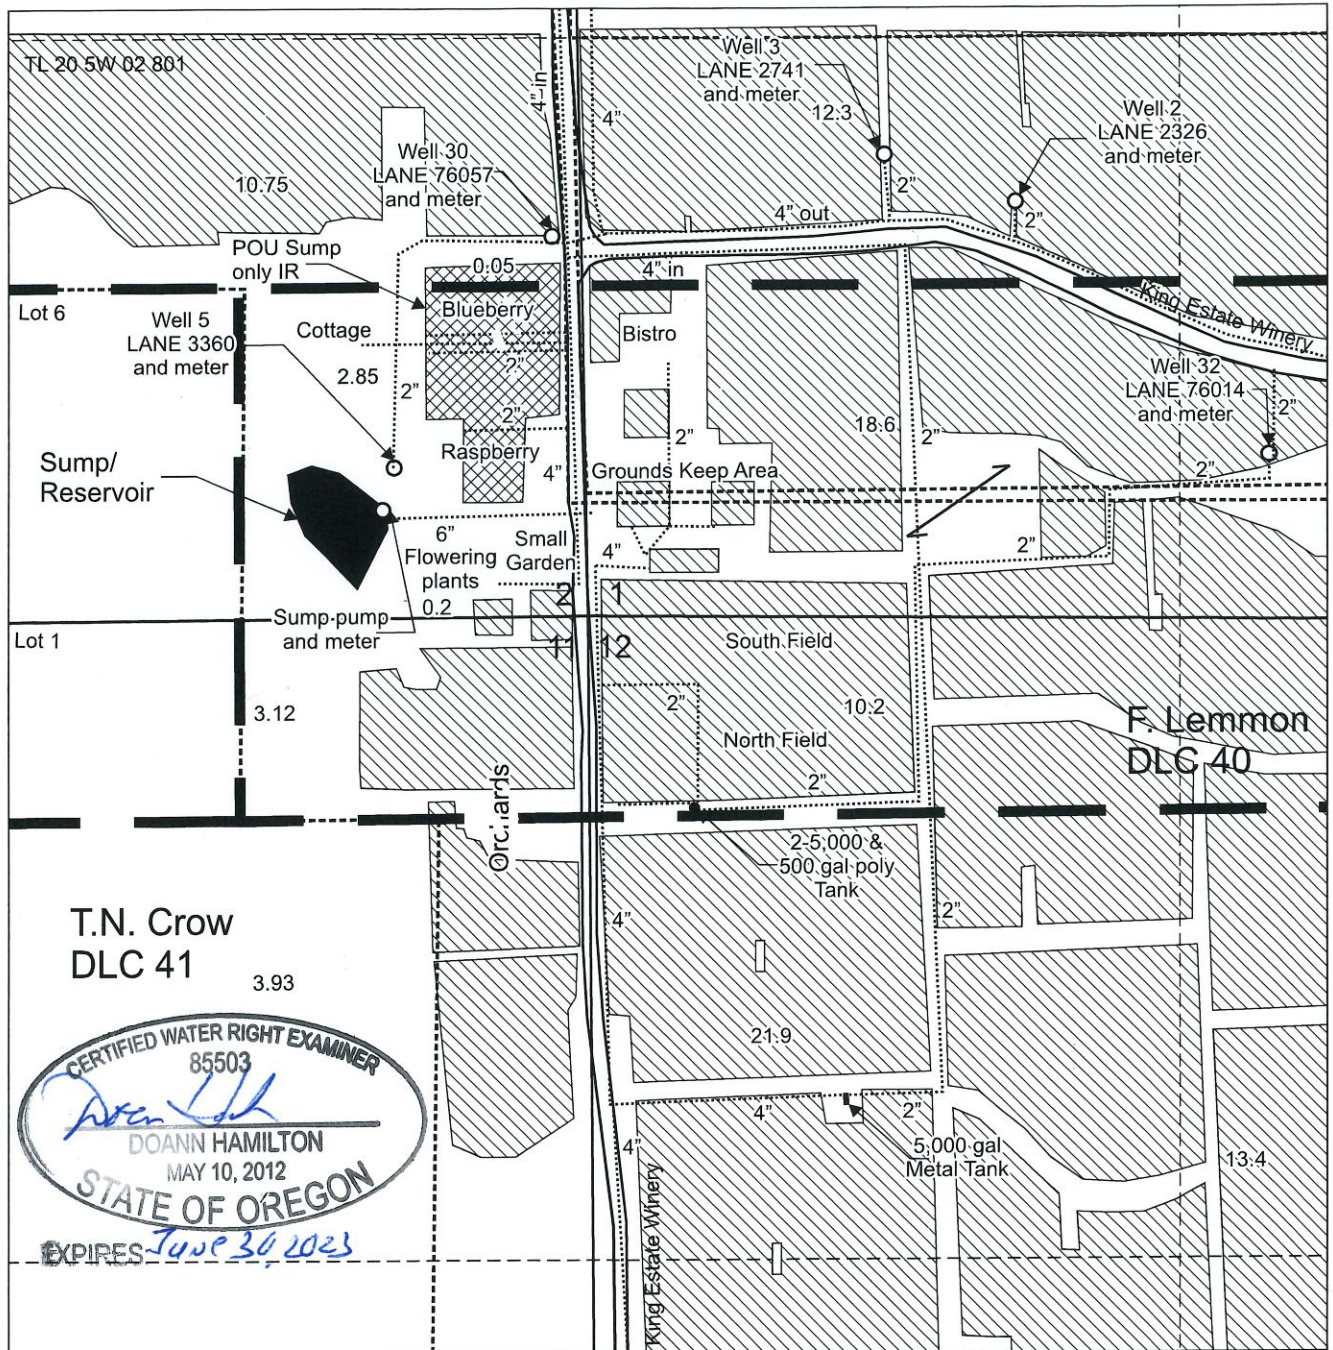 TL 20 5W 02 801
4" in
4"
Well 3
LANE 2741
and meter
12.3
Well 2
LANE 2326
and meter
Well 30
LANE 76057
and meter
10.75
2"
2"
4" out
POU Sump
only IR
0.05
4" in
King Estate Winery
Lot 6
Well 5
LANE 3360
and meter
Cottage
Blueberry
Bistro
2.85
2"
2"
Well 32
LANE 76014
and meter
2"
2"
18.6
2"
2"
Raspberry
Sump/
Reservoir
4"
Grounds Keep Area
2"
6"
Flowering
plants
0.2
Small
Garden
4"
2"
2
1
Sump-pump
and meter
Lot 1
11
12
South Field
3.12
2"
10.2
F. Lemmon
DLC 40
North Field
2"
Orchards
2-5,000 &
500 gal poly
Tank
T.N. Crow
DLC 41
4"
2"
3.93
21.9
CERTIFIED WATER RIGHT EXAMINER
85503
DOANN HAMILTON
MAY 10, 2012
STATE OF OREGON
EXPIRES June 30, 2023
4"
2"
4"
5,000 gal
Metal Tank
13.4
King Estate Winery